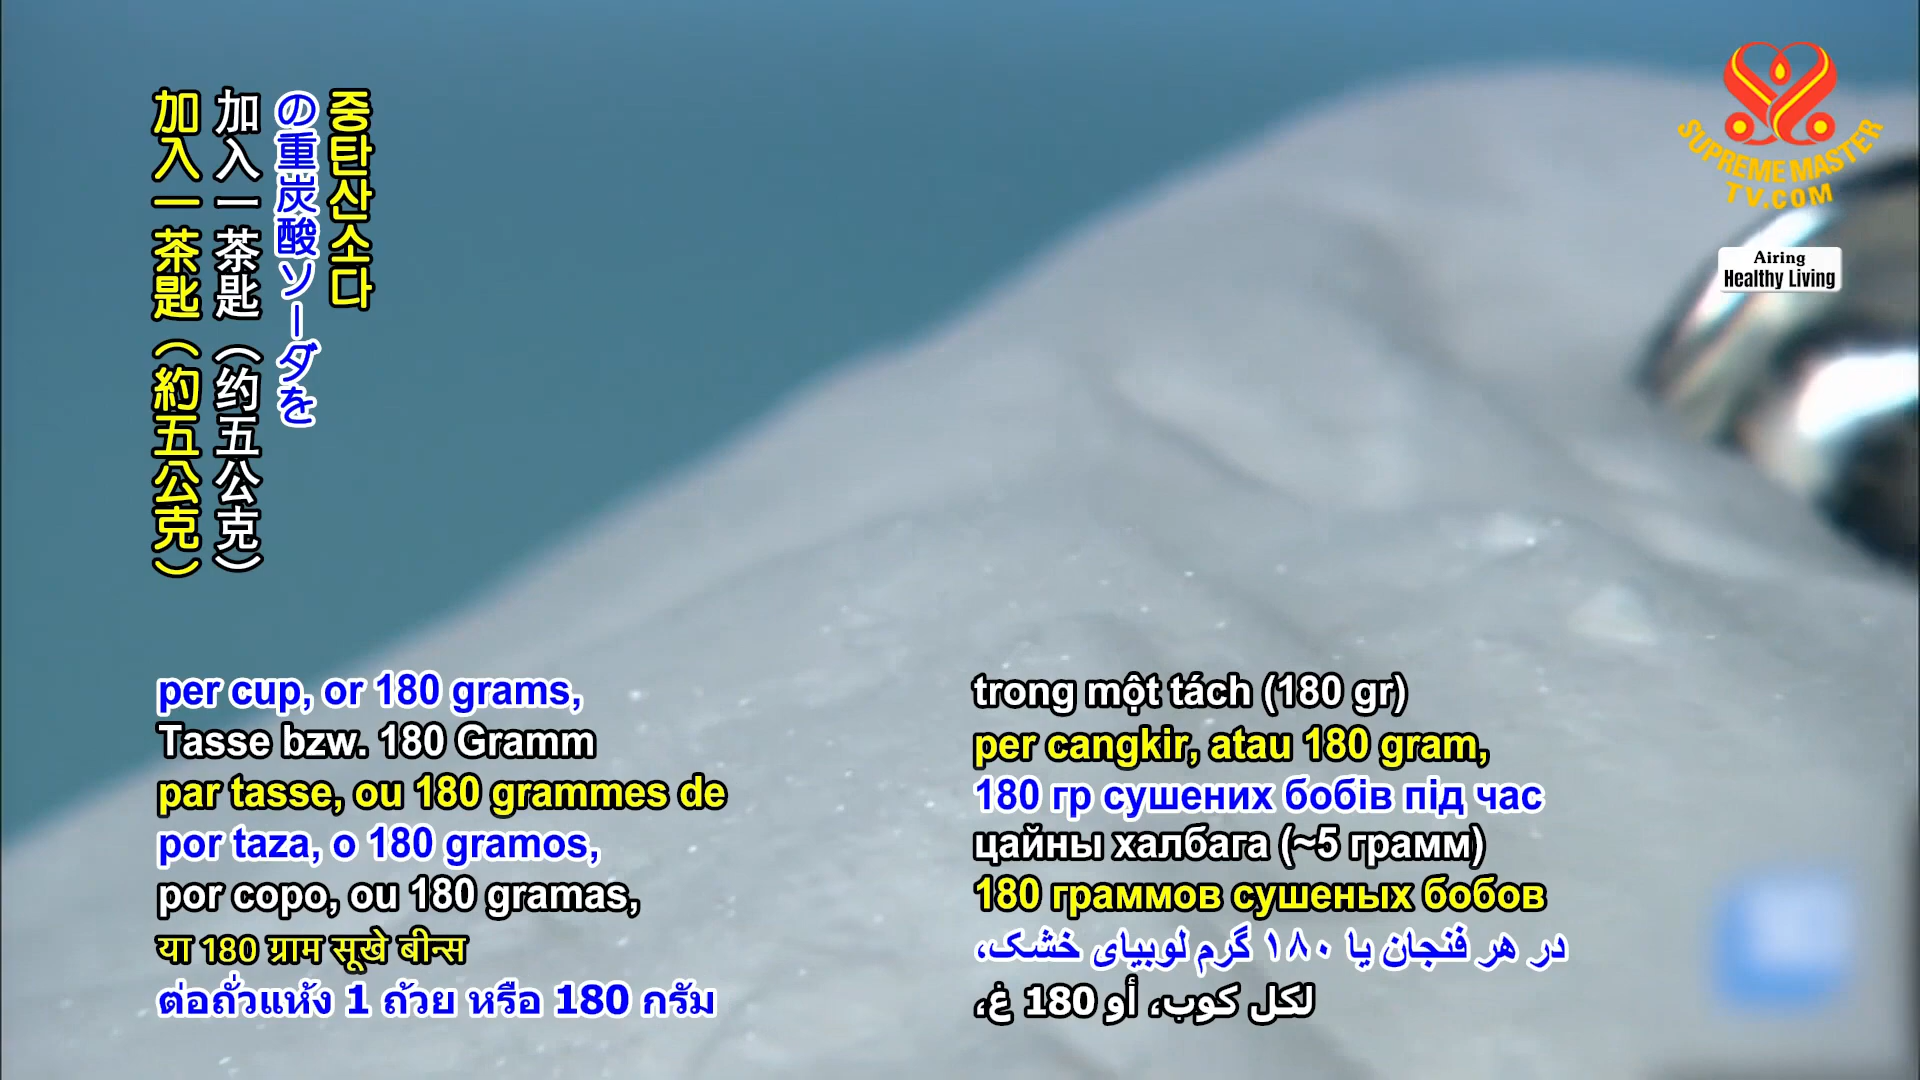 중탄산소다
の重炭酸ソーダを
加入一茶匙（约五公克）
加入一茶匙（約五公克）
SUPREME MASTER
TV.COM
Airing
Healthy Living
per cup, or 180 grams,
Tasse bzw. 180 Gramm
par tasse, ou 180 grammes de
por taza, o 180 gramos,
por copo, ou 180 gramas,
या 180 ग्राम सूखे बीन्स
ต่อถั่วแห้ง 1 ถ้วย หรือ 180 กรัม
trong một tách (180 gr)
per cangkir, atau 180 gram,
180 гр сушених бобів під час
цайны халбага (~5 грамм)
180 граммов сушеных бобов
در هر فنجان یا ۱۸۰ گرم لوبیای خشک،
لكل كوب، أو 180 غ،